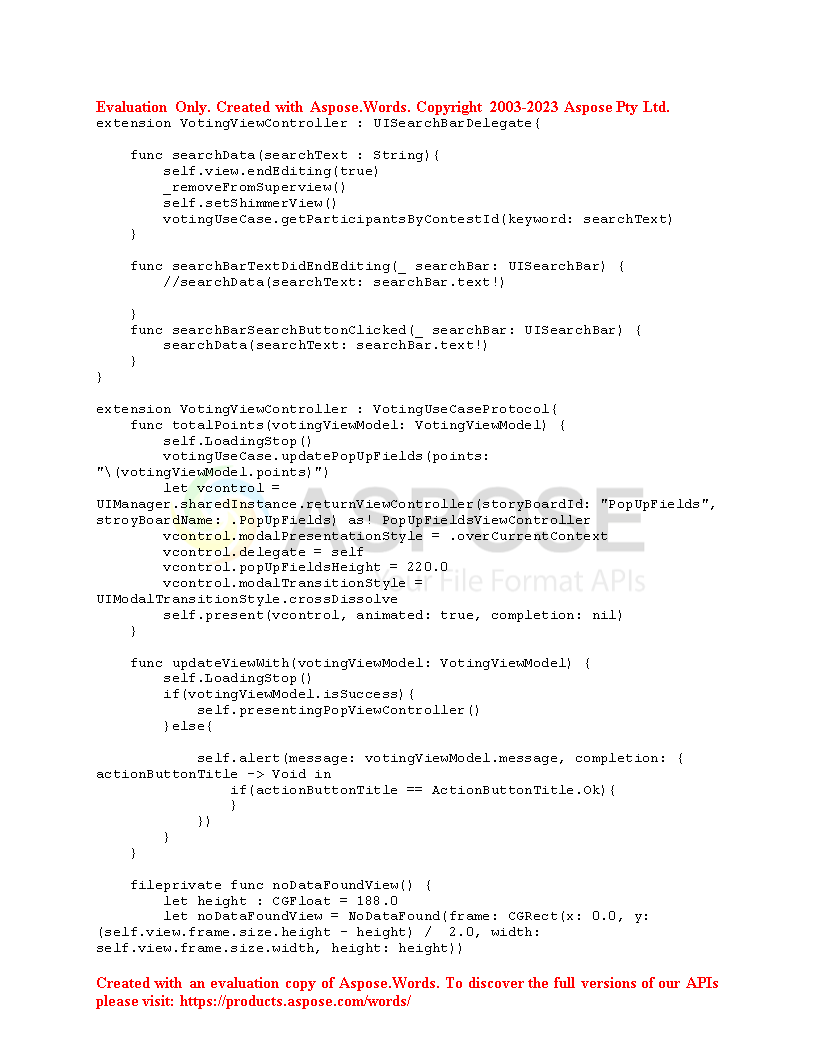 Evaluation Only. Created with Aspose.Words. Copyright 2003-2023 Aspose Pty Ltd.
extension VotingViewController : UISearchBarDelegate{
    func searchData(searchText : String){
        self.view.endEditing(true)
        _removeFromSuperview()
        self.setShimmerView()
        votingUseCase.getParticipantsByContestId(keyword: searchText)
    }
    func searchBarTextDidEndEditing(_ searchBar: UISearchBar) {
        //searchData(searchText: searchBar.text!)
    }
    func searchBarSearchButtonClicked(_ searchBar: UISearchBar) {
        searchData(searchText: searchBar.text!)
    }
}
extension VotingViewController : VotingUseCaseProtocol{
    func totalPoints(votingViewModel: VotingViewModel) {
        self.LoadingStop()
        votingUseCase.updatePopUpFields(points:
"\(votingViewModel.points)")
        let vcontrol =
UIManager.sharedInstance.returnViewController(storyBoardId: "PopUpFields",
stroyBoardName: .PopUpFields) as! PopUpFieldsViewController
        vcontrol.modalPresentationStyle = .overCurrentContext
        vcontrol.delegate = self
        vcontrol.popUpFieldsHeight = 220.0
        vcontrol.modalTransitionStyle =
UIModalTransitionStyle.crossDissolve
        self.present(vcontrol, animated: true, completion: nil)
    }
    func updateViewWith(votingViewModel: VotingViewModel) {
        self.LoadingStop()
        if(votingViewModel.isSuccess){
            self.presentingPopViewController()
        }else{
            self.alert(message: votingViewModel.message, completion: {
actionButtonTitle -> Void in
                if(actionButtonTitle == ActionButtonTitle.Ok){
                }
            })
        }
    }
    fileprivate func noDataFoundView() {
        let height : CGFloat = 188.0
        let noDataFoundView = NoDataFound(frame: CGRect(x: 0.0, y:
(self.view.frame.size.height - height) /  2.0, width:
self.view.frame.size.width, height: height))
ASPOSE
Your File Format APIs
Created with an evaluation copy of Aspose.Words. To discover the full versions of our APIs
please visit: https://products.aspose.com/words/